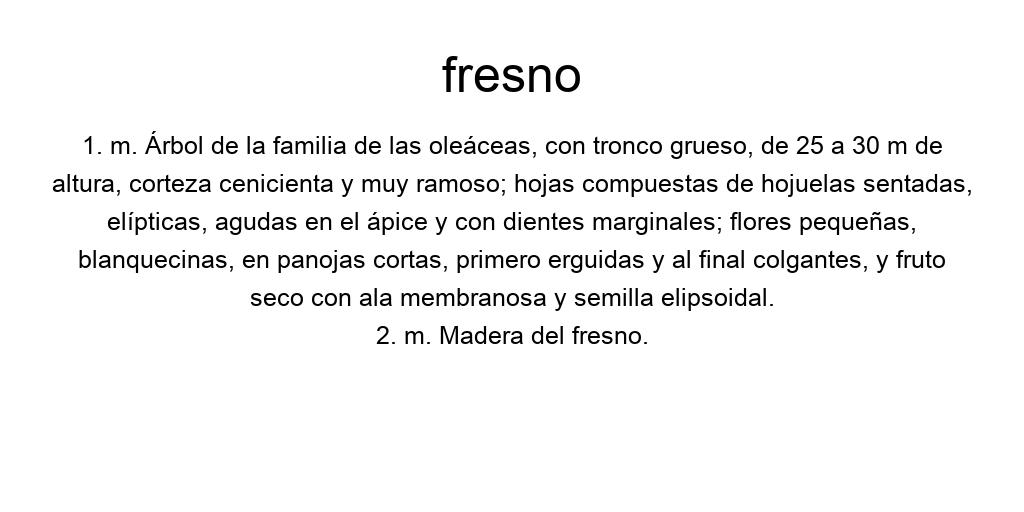 fresno
1. m. Árbol de la familia de las oleáceas, con tronco grueso, de 25 a 30 m de
altura, corteza cenicienta y muy ramoso; hojas compuestas de hojuelas sentadas,
elípticas, agudas en el ápice y con dientes marginales; flores pequeñas,
blanquecinas, en panojas cortas, primero erguidas y al final colgantes, y fruto
seco con ala membranosa y semilla elipsoidal.
2. m. Madera del fresno.